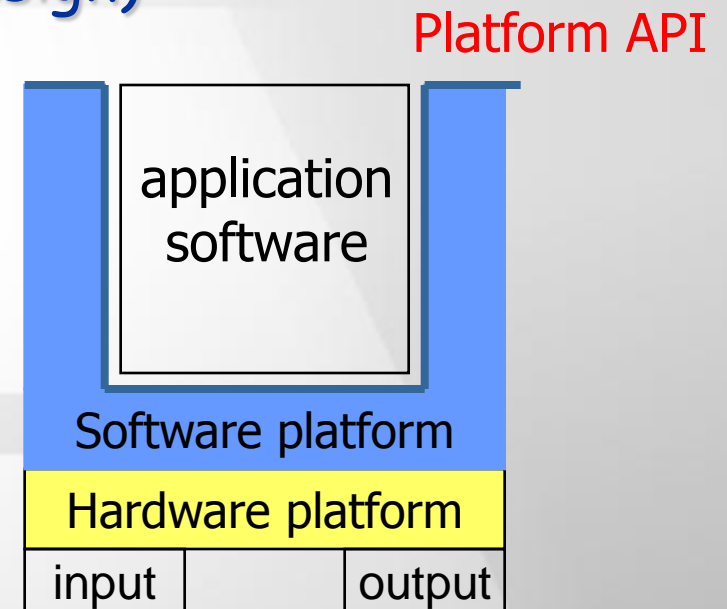 Platform API
application
software
Software platform
Hardware platform
input
output